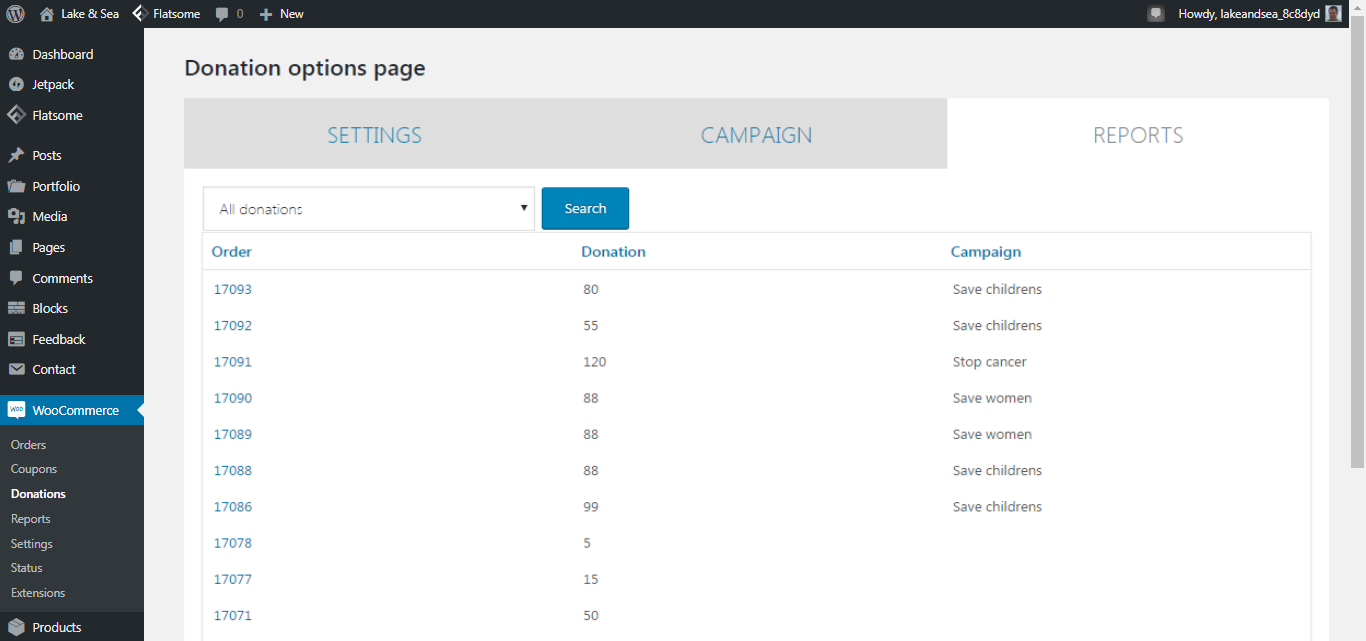 Lake & Sea Flatsome 0 New Howdy, lakeandsea_8c8dyd
Dashboard
Jetpack
Flatsome
Posts
Portfolio
Media
Pages
Comments
Blocks
Feedback
Contact
WooCommerce
Orders
Coupons
Donations
Reports
Settings
Status
Extensions
Products
Donation options page
SETTINGS CAMPAIGN REPORTS
All donations Search
Order Donation Campaign
17093 80 Save childrens
17092 55 Save childrens
17091 120 Stop cancer
17090 88 Save women
17089 88 Save women
17088 88 Save childrens
17086 99 Save childrens
17078 5
17077 15
17071 50